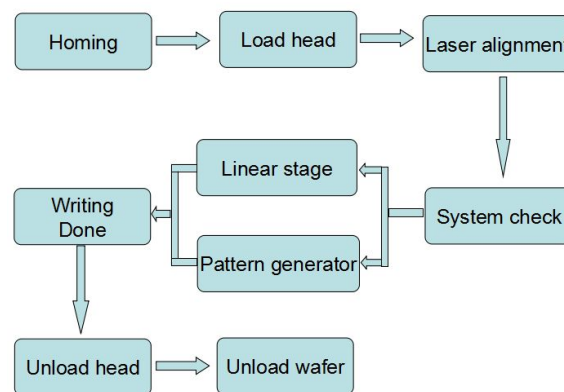 Homing
Load head
Laser alignment
Linear stage
Writing
Done
System check
Pattern generator
Unload head
Unload wafer